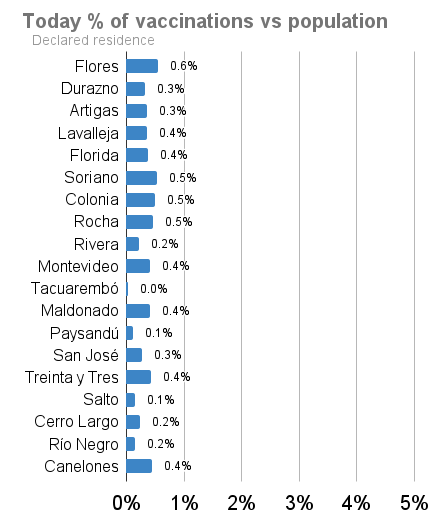 Today % of vaccinations vs population
Declared residence
Flores 0.6%
Durazno 0.3%
Artigas 0.3%
Lavalleja 0.4%
Florida 0.4%
Soriano 0.5%
Colonia 0.5%
Rocha 0.5%
Rivera 0.2%
Montevideo 0.4%
Tacuarembó 0.0%
Maldonado 0.4%
Paysandú 0.1%
San José 0.3%
Treinta y Tres 0.4%
Salto 0.1%
Cerro Largo 0.2%
Río Negro 0.2%
Canelones 0.4%
0% 1% 2% 3% 4% 5%